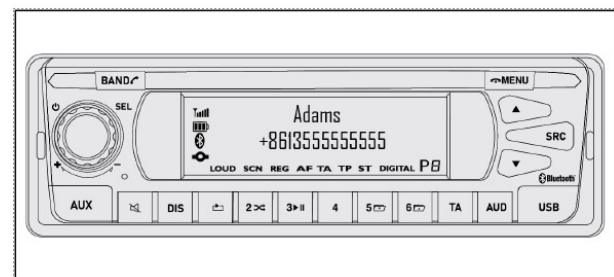 BAND MENU
SEL
Adams
+8613555555555
SRC
LOUD SCN REG AF TA TP ST DIGITAL P8
Bluetooth
AUX DIS 2 3 4 5 6 TA AUD USB